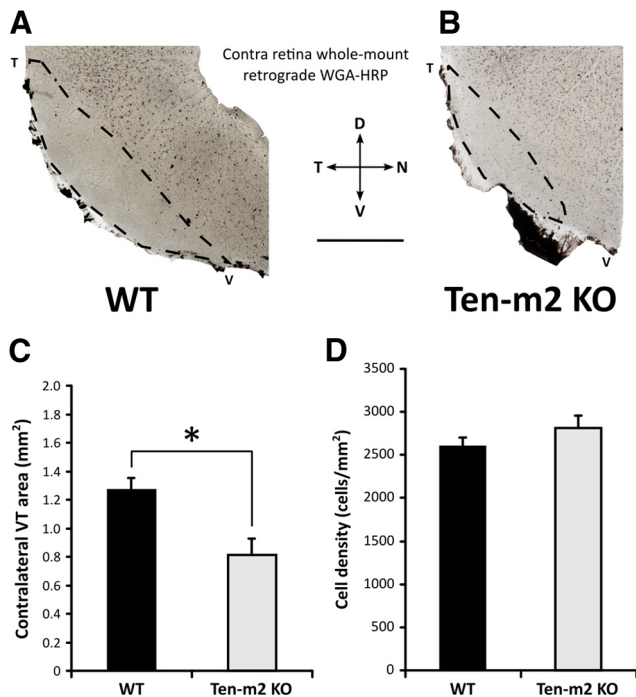 A
B
Contra retina whole-mount
retrograde WGA-HRP
T
T
D
T
N
V
V
V
WT
Ten-m2 KO
C
D
Contralateral VT area (mm²)
2.0
1.8
1.6
1.4
1.2
1.0
0.8
0.6
0.4
0.2
0
*
WT
Ten-m2 KO
Cell density (cells/mm²)
3500
3000
2500
2000
1500
1000
500
0
WT
Ten-m2 KO